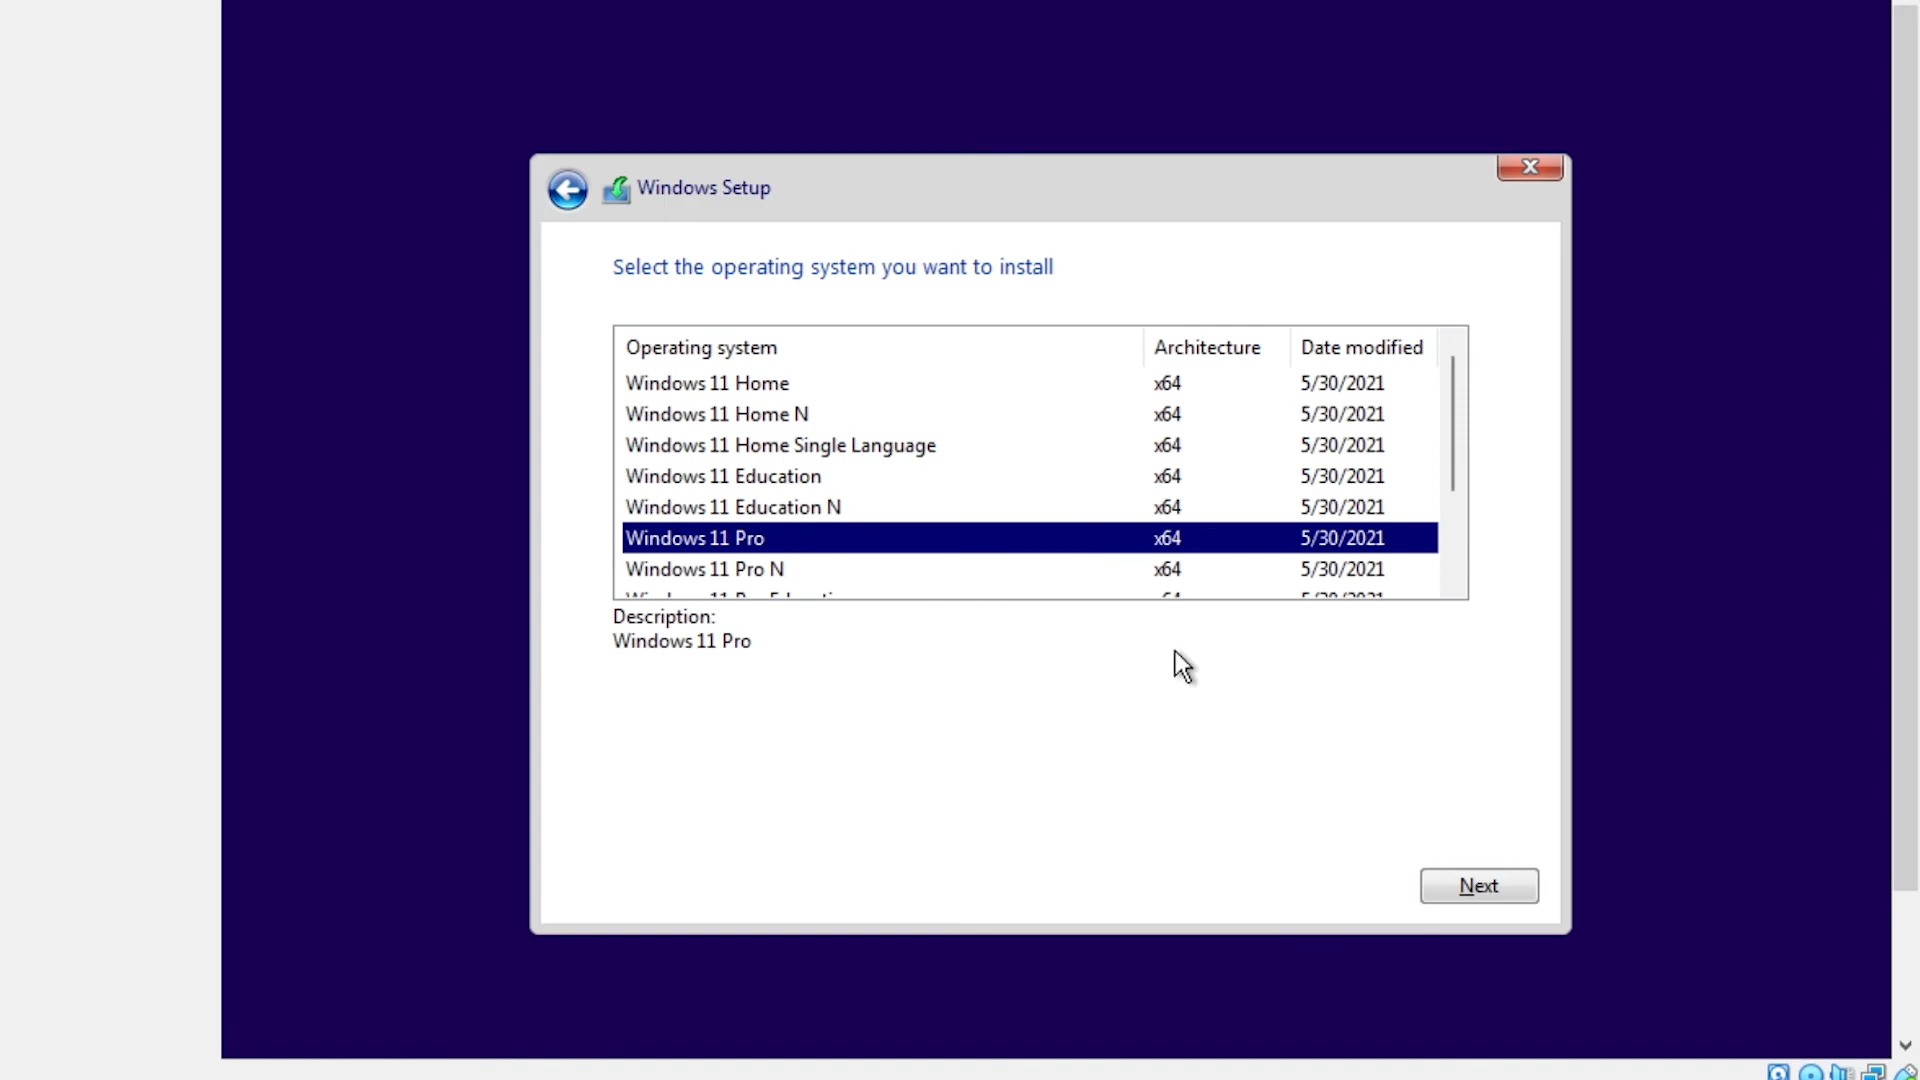 Windows Setup
Select the operating system you want to install
Operating system Architecture Date modified
Windows 11 Home x64 5/30/2021
Windows 11 Home N x64 5/30/2021
Windows 11 Home Single Language x64 5/30/2021
Windows 11 Education x64 5/30/2021
Windows 11 Education N x64 5/30/2021
Windows 11 Pro x64 5/30/2021
Windows 11 Pro N x64 5/30/2021
Description:
Windows 11 Pro
Next